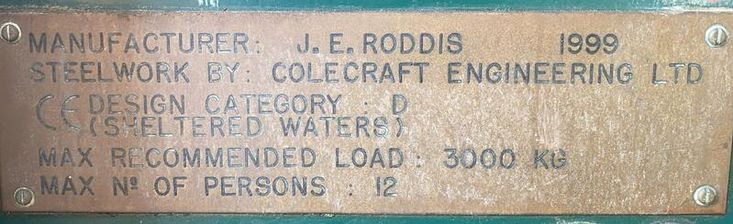 MANUFACTURER: J. E. RODDIS 1999
STEELWORK BY: COLECRAFT ENGINEERING LTD
CE DESIGN CATEGORY : D
(SHELTERED WATERS)
MAX RECOMMENDED LOAD : 3000 KG
MAX Nº OF PERSONS : 12